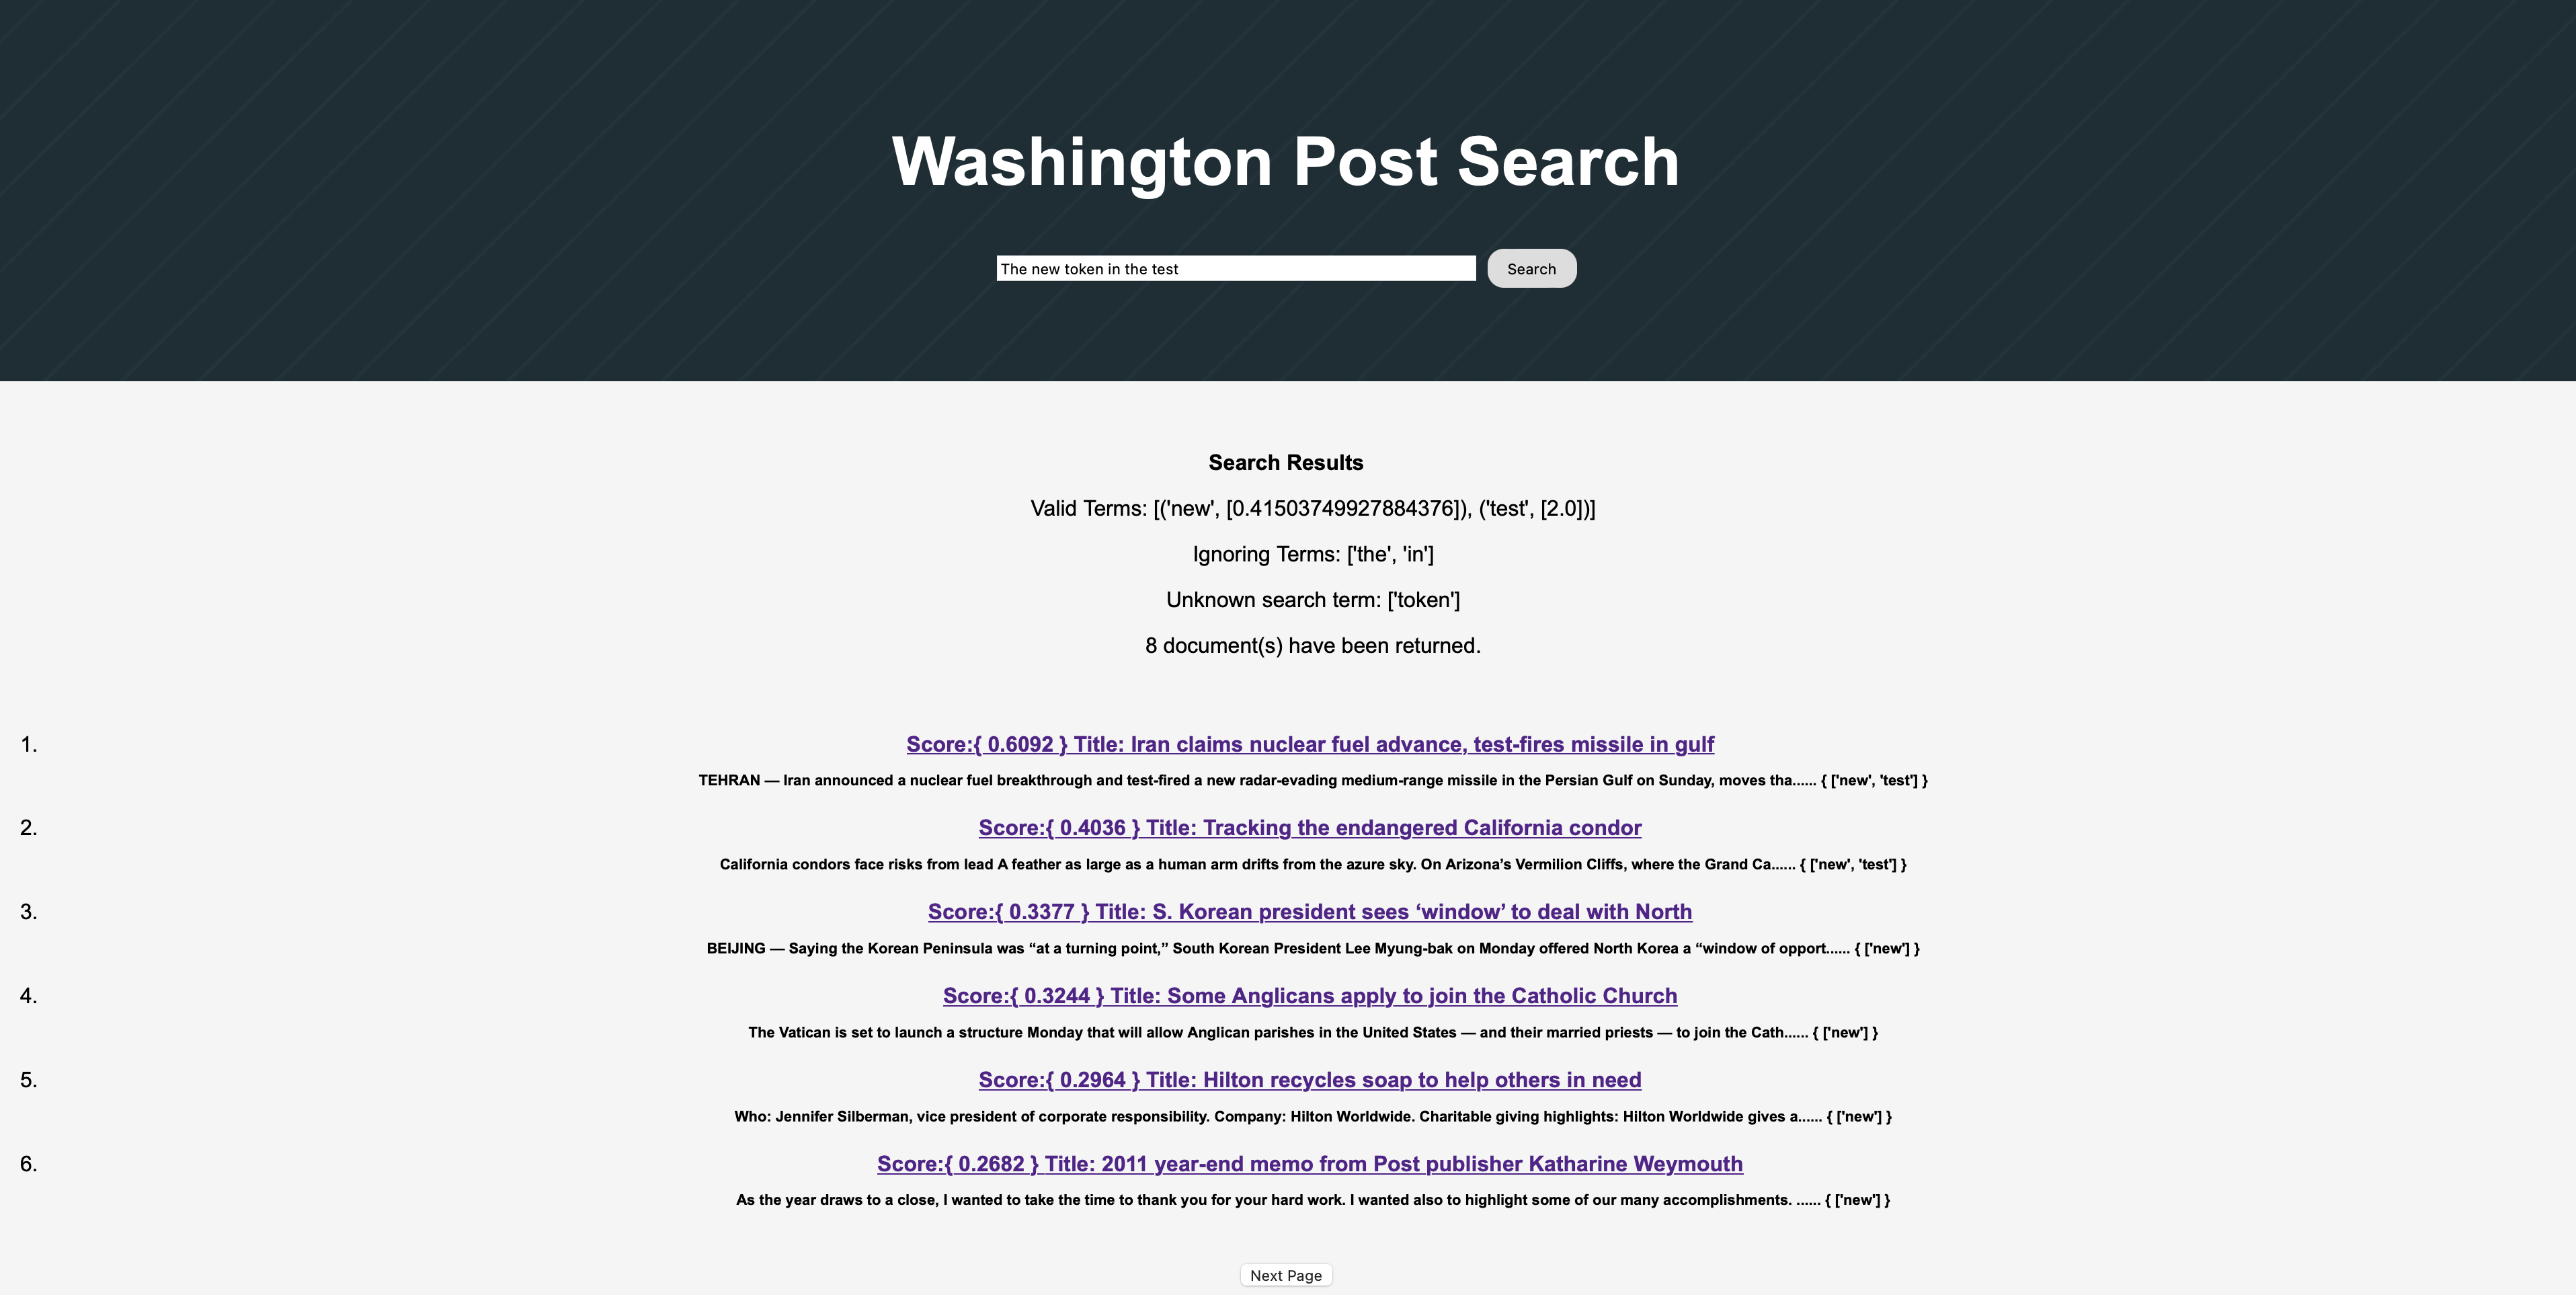 Washington Post Search
The new token in the test
Search
Search Results
Valid Terms: [('new', [0.41503749927884376]), ('test', [2.0])]
Ignoring Terms: ['the', 'in']
Unknown search term: ['token']
8 document(s) have been returned.
1. Score:{ 0.6092 } Title: Iran claims nuclear fuel advance, test-fires missile in gulf
TEHRAN — Iran announced a nuclear fuel breakthrough and test-fired a new radar-evading medium-range missile in the Persian Gulf on Sunday, moves tha...... { ['new', 'test'] }
2. Score:{ 0.4036 } Title: Tracking the endangered California condor
California condors face risks from lead A feather as large as a human arm drifts from the azure sky. On Arizona’s Vermilion Cliffs, where the Grand Ca...... { ['new', 'test'] }
3. Score:{ 0.3377 } Title: S. Korean president sees ‘window’ to deal with North
BEIJING — Saying the Korean Peninsula was “at a turning point,” South Korean President Lee Myung-bak on Monday offered North Korea a “window of opport...... { ['new'] }
4. Score:{ 0.3244 } Title: Some Anglicans apply to join the Catholic Church
The Vatican is set to launch a structure Monday that will allow Anglican parishes in the United States — and their married priests — to join the Cath...... { ['new'] }
5. Score:{ 0.2964 } Title: Hilton recycles soap to help others in need
Who: Jennifer Silberman, vice president of corporate responsibility. Company: Hilton Worldwide. Charitable giving highlights: Hilton Worldwide gives a...... { ['new'] }
6. Score:{ 0.2682 } Title: 2011 year-end memo from Post publisher Katharine Weymouth
As the year draws to a close, I wanted to take the time to thank you for your hard work. I wanted also to highlight some of our many accomplishments. ...... { ['new'] }
Next Page